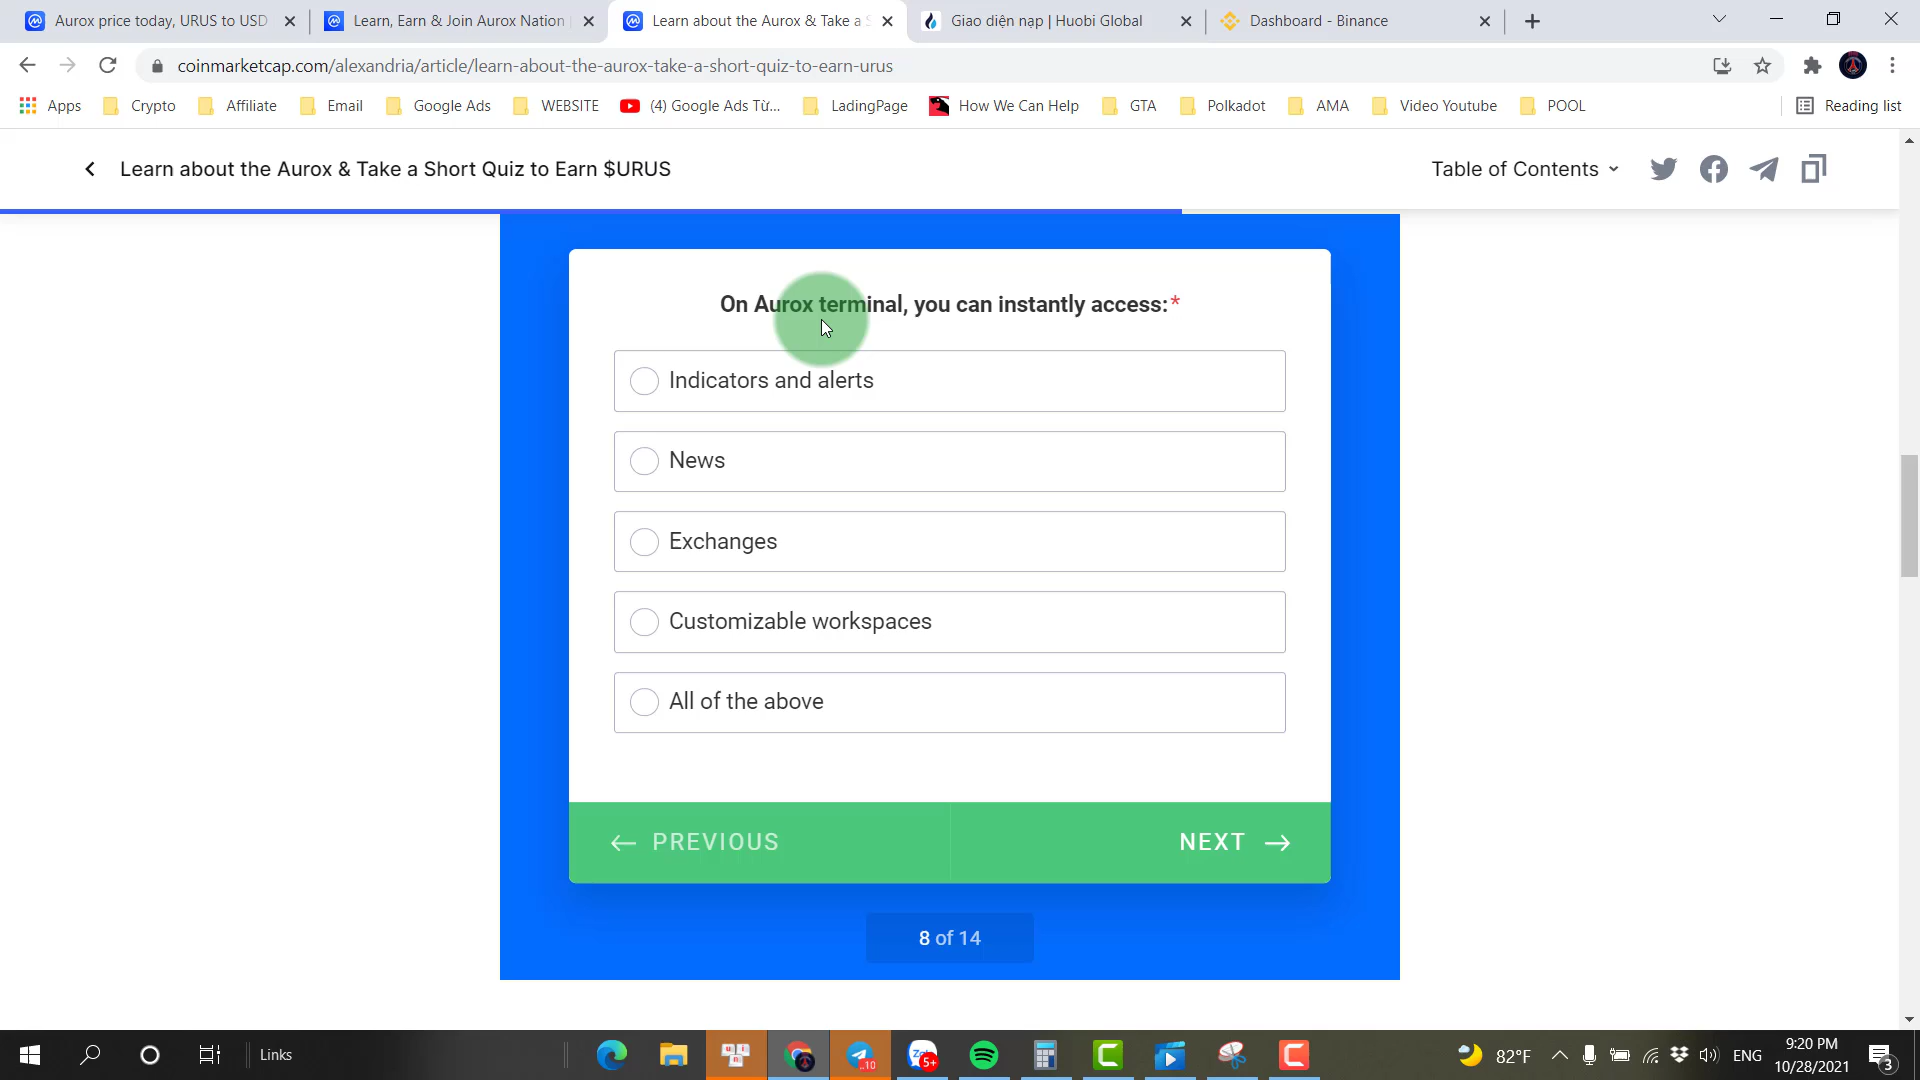 Aurox price today, URUS to USD
Learn, Earn & Join Aurox Nation
Learn about the Aurox & Take a S
Giao diện nạp | Huobi Global
Dashboard - Binance
coinmarketcap.com/alexandria/article/learn-about-the-aurox-take-a-short-quiz-to-earn-urus
Apps
Crypto
Affiliate
Email
Google Ads
WEBSITE
(4) Google Ads Từ...
LadingPage
How We Can Help
GTA
Polkadot
AMA
Video Youtube
POOL
Reading list
Learn about the Aurox & Take a Short Quiz to Earn $URUS
Table of Contents
On Aurox terminal, you can instantly access:*
Indicators and alerts
News
Exchanges
Customizable workspaces
All of the above
← PREVIOUS
NEXT →
8 of 14
Links
82°F
ENG
9:20 PM
10/28/2021
3